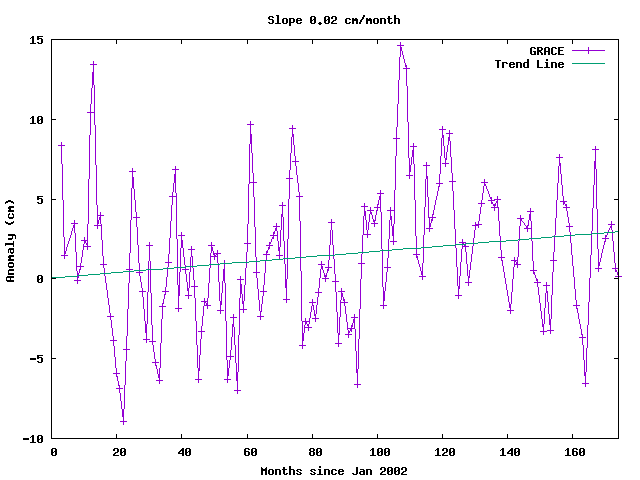 Slope 0.02 cm/month
GRACE
Trend Line
Anomaly (cm)
15
10
5
0
-5
-10
0 20 40 60 80 100 120 140 160
Months since Jan 2002